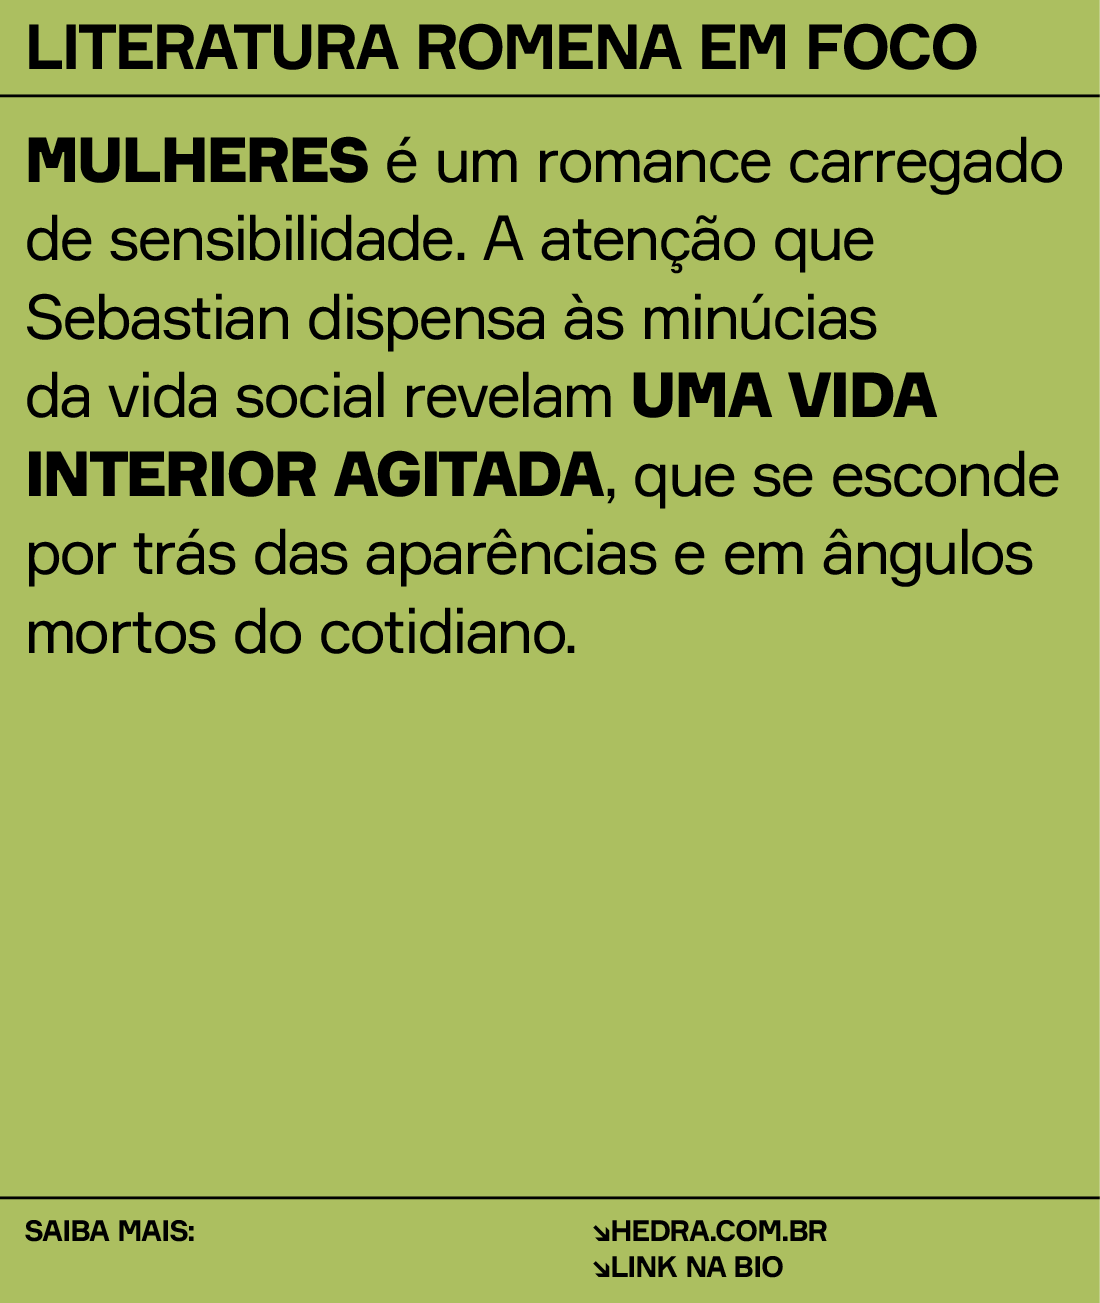 LITERATURA ROMENA EM FOCO
MULHERES é um romance carregado
de sensibilidade. A atenção que
Sebastian dispensa às minúcias
da vida social revelam UMA VIDA
INTERIOR AGITADA, que se esconde
por trás das aparências e em ângulos
mortos do cotidiano.
SAIBA MAIS:
↘HEDRA.COM.BR
↘LINK NA BIO